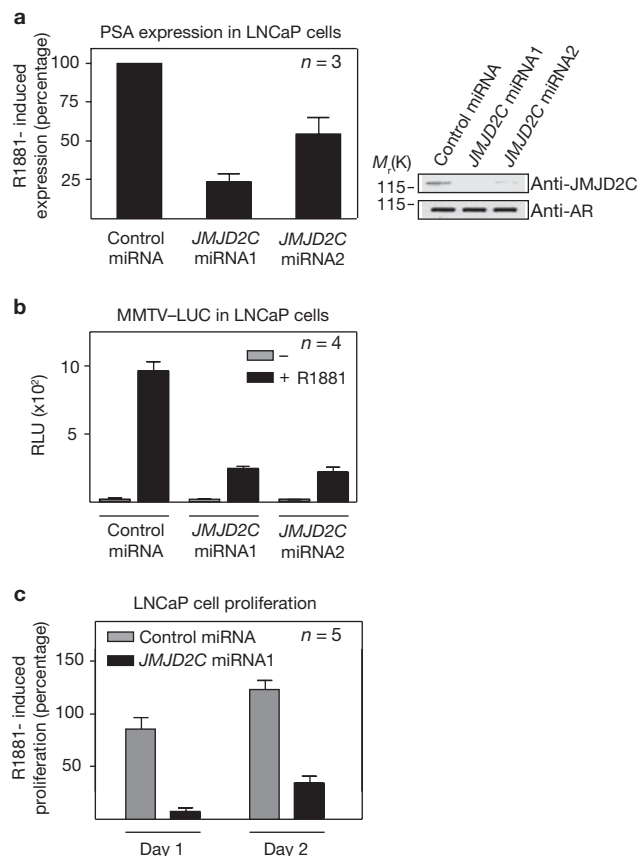 a
PSA expression in LNCaP cells
R1881- induced
expression (percentage)
100
75
50
25
n = 3
Control
miRNA
JMJD2C
miRNA1
JMJD2C
miRNA2
Control miRNA
JMJD2C miRNA1
JMJD2C miRNA2
Mr(K)
115
Anti-JMJD2C
115
Anti-AR
b
MMTV–LUC in LNCaP cells
RLU (x10²)
10
5
n = 4
–
+ R1881
Control
miRNA
JMJD2C
miRNA1
JMJD2C
miRNA2
c
LNCaP cell proliferation
R1881- induced
proliferation (percentage)
150
100
50
Control miRNA
JMJD2C miRNA1
n = 5
Day 1
Day 2